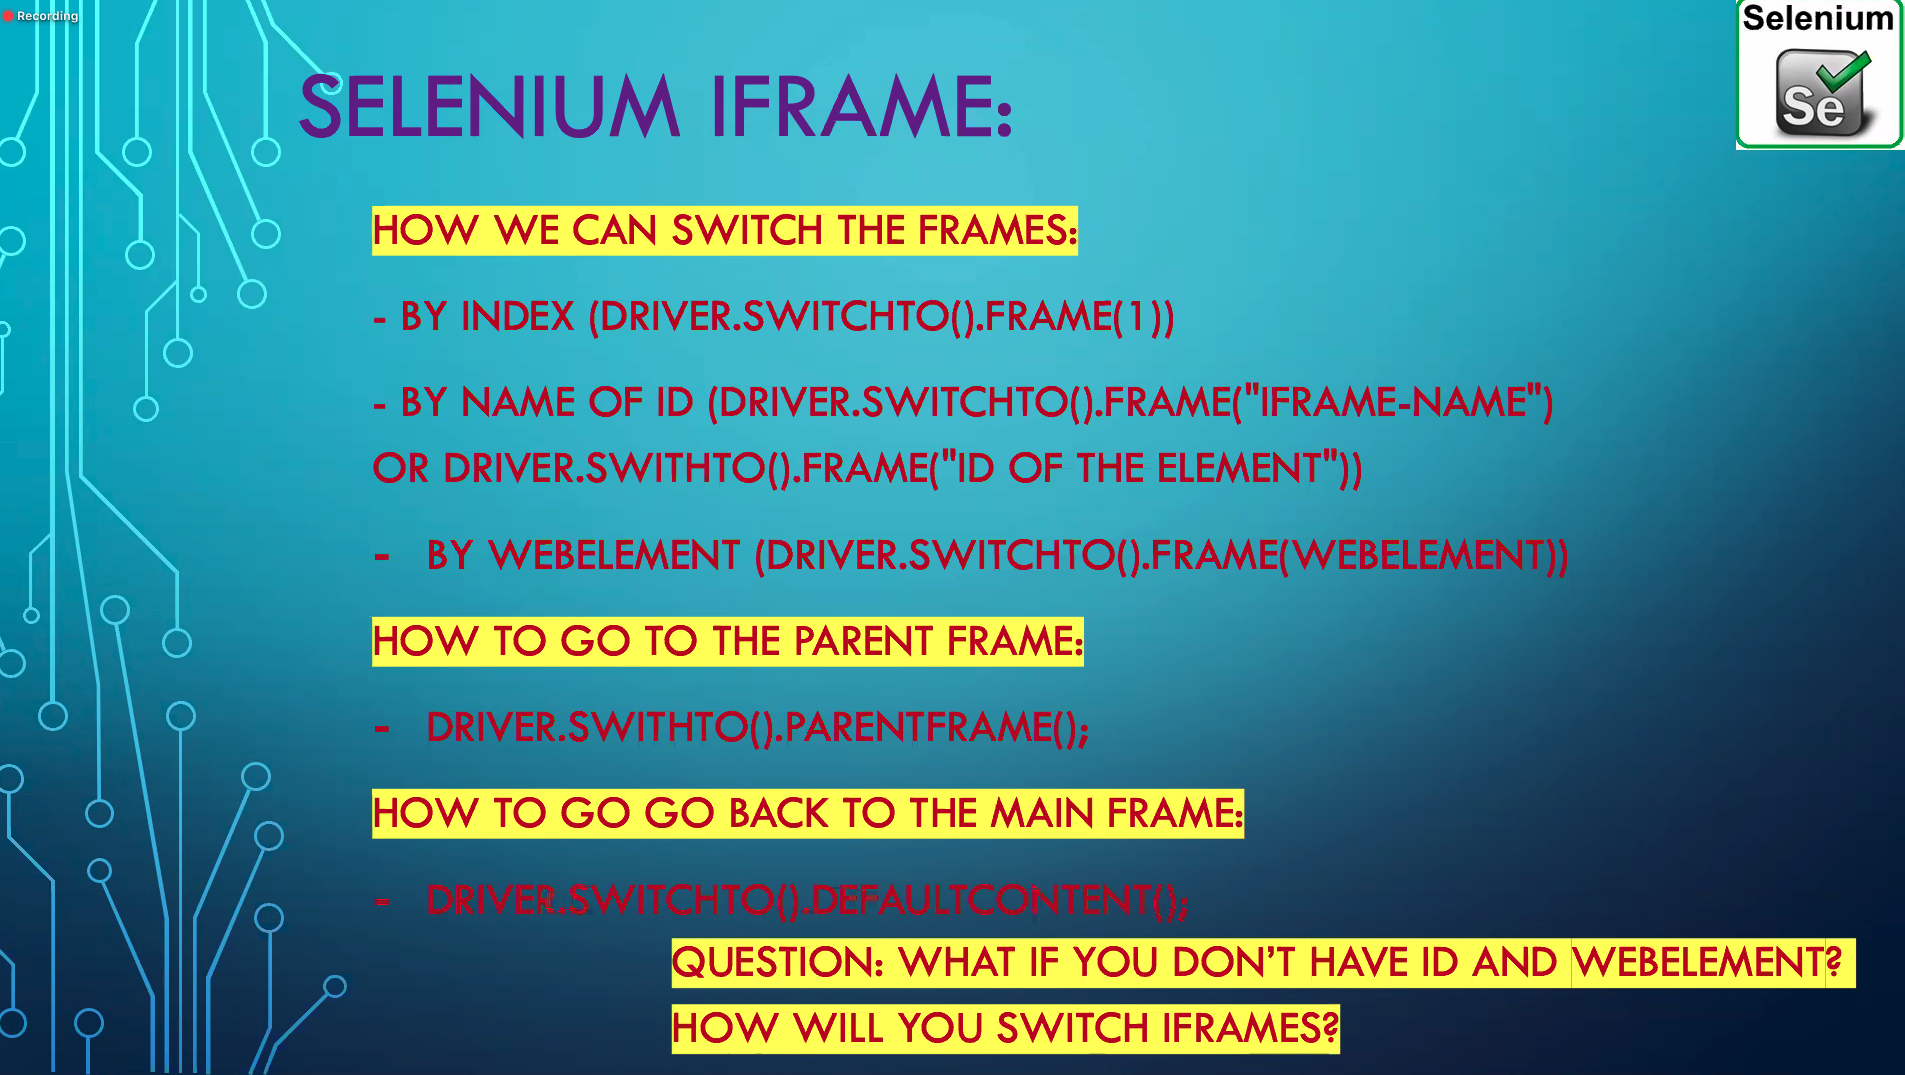 Recording
Selenium
Se
SELENIUM IFRAME:
HOW WE CAN SWITCH THE FRAMES:
- BY INDEX (DRIVER.SWITCHTO().FRAME(1))
- BY NAME OF ID (DRIVER.SWITCHTO().FRAME("IFRAME-NAME")
OR DRIVER.SWITHTO().FRAME("ID OF THE ELEMENT"))
- BY WEBELEMENT (DRIVER.SWITCHTO().FRAME(WEBELEMENT))
HOW TO GO TO THE PARENT FRAME:
- DRIVER.SWITHTO().PARENTFRAME();
HOW TO GO GO BACK TO THE MAIN FRAME:
- DRIVER.SWITCHTO().DEFAULTCONTENT();
QUESTION: WHAT IF YOU DON’T HAVE ID AND WEBELEMENT?
HOW WILL YOU SWITCH IFRAMES?